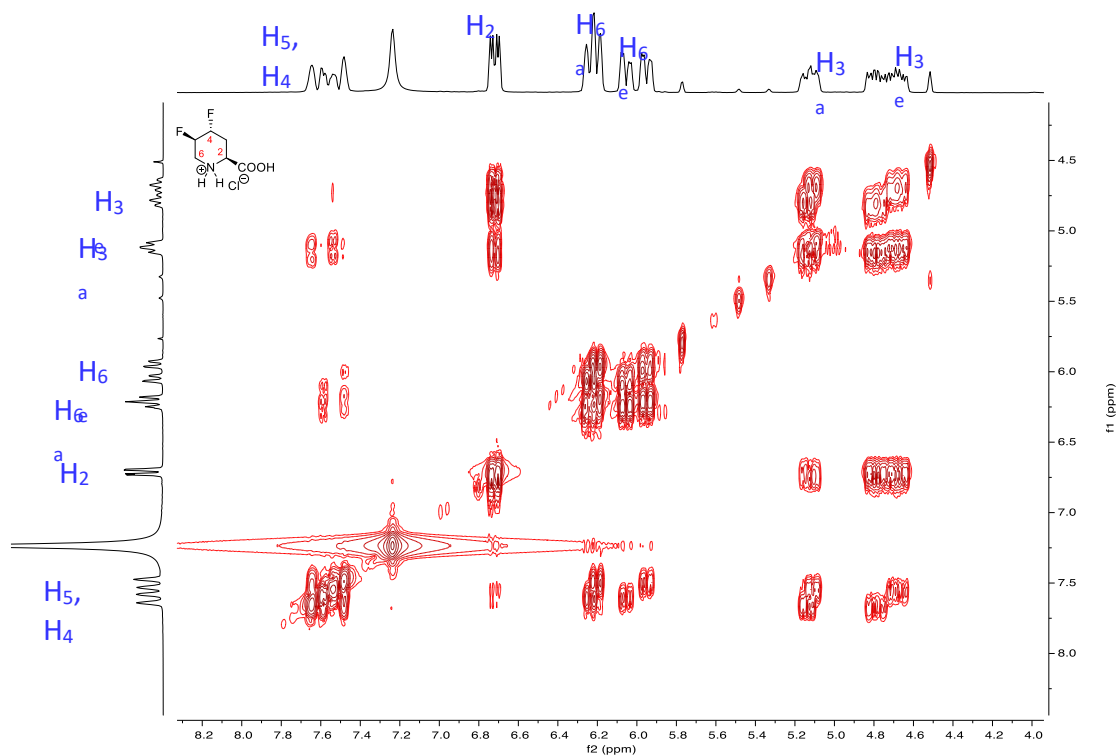 H5,
H4
H2
H6
a
H6
e
H3
a
H3
e
F
F
4
6
2
N
⊕
H
H
COOH
Cl⊖
H3
e
H3
a
H6
H6
e
a
H2
H5,
H4
4.5
5.0
5.5
6.0
6.5
7.0
7.5
8.0
f1 (ppm)
8.2 8.0 7.8 7.6 7.4 7.2 7.0 6.8 6.6 6.4 6.2 6.0 5.8 5.6 5.4 5.2 5.0 4.8 4.6 4.4 4.2 4.0
f2 (ppm)